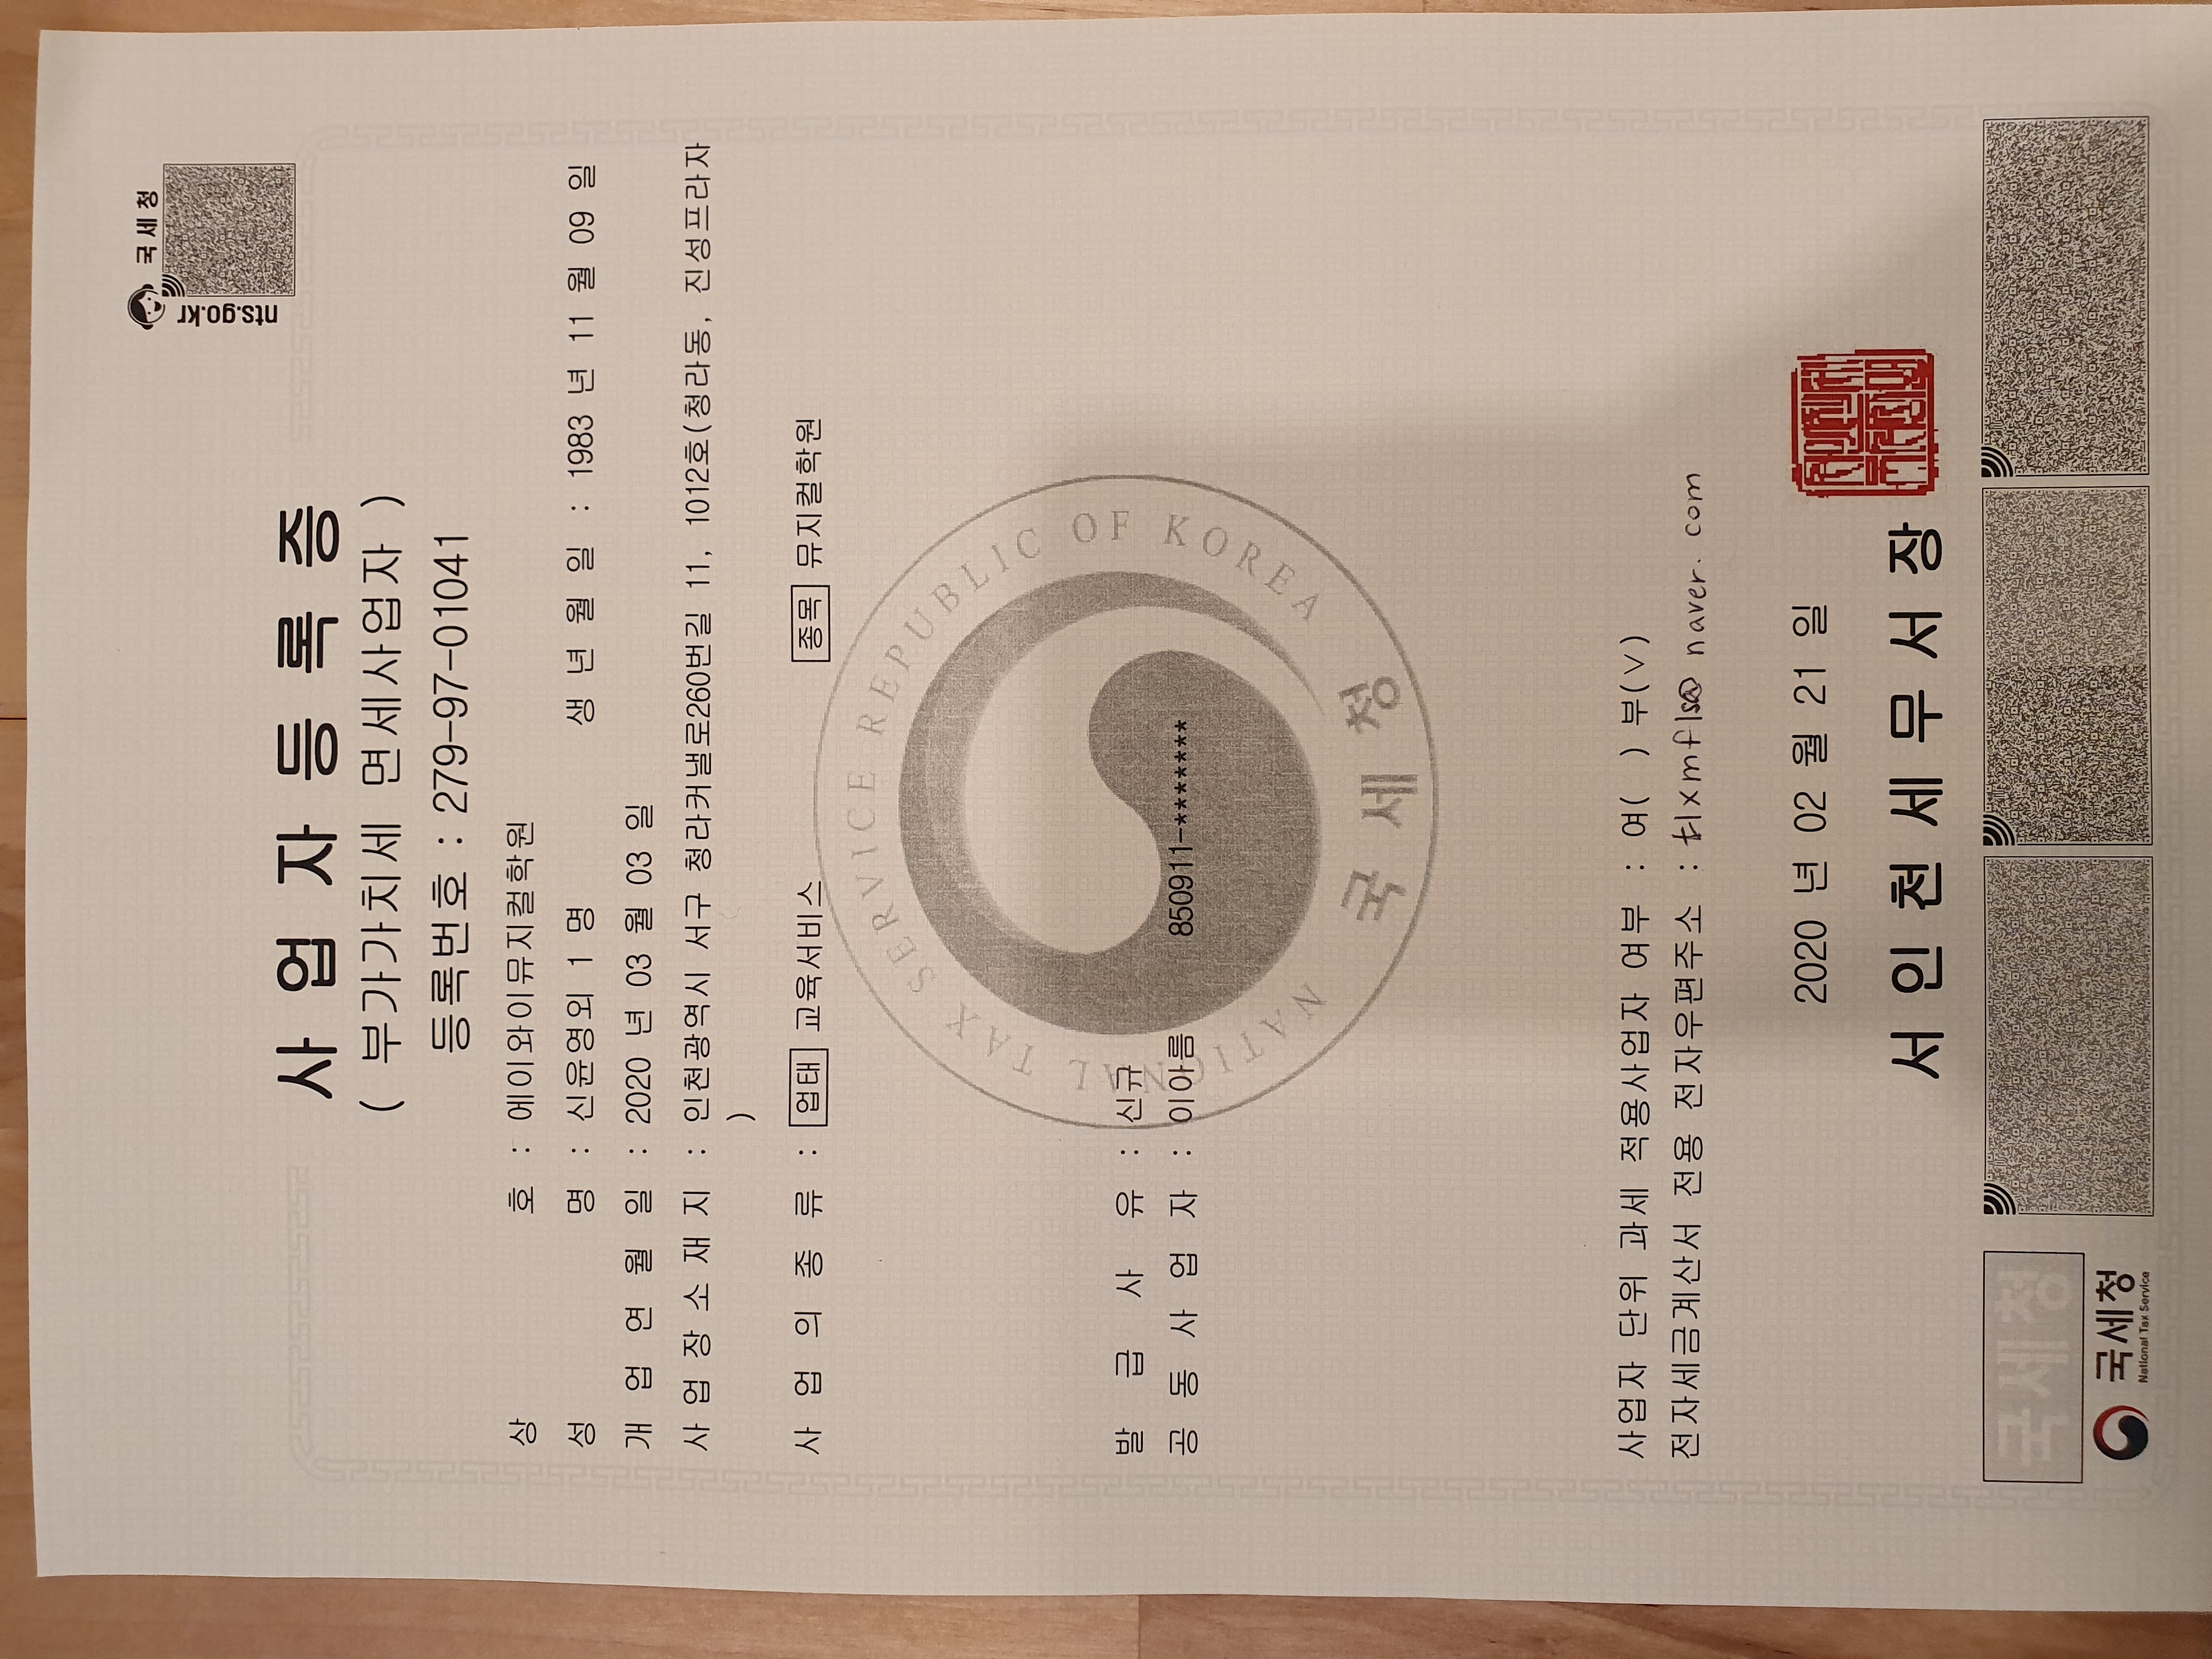 국세청
nts.go.kr
사 업 자 등 록 증
( 부가가치세 면세사업자 )
등록번호 : 279-97-01041
상 호 : 에이와이뮤지컬학원
성 명 : 신윤영외 1 명 생 년 월 일 : 1983 년 11 월 09 일
개 업 연 월 일 : 2020 년 03 월 03 일
사 업 장 소 재 지 : 인천광역시 서구 청라커낼로260번길 11, 1012호(청라동, 진성프라자
)
사 업 의 종 류 : 업태 교육서비스 종목 뮤지컬학원
NATIONAL TAX SERVICE REPUBLIC OF KOREA
발 급 사 유 : 신규
공 동 사 업 자 : 이아름 850911-*******
국세청
사업자 단위 과세 적용사업자 여부 : 여( ) 부(∨)
전자세금계산서 전용 전자우편주소 : naver.com
2020 년 02 월 21 일
서 인 천 세 무 서 장
국세청
국세청
National Tax Service